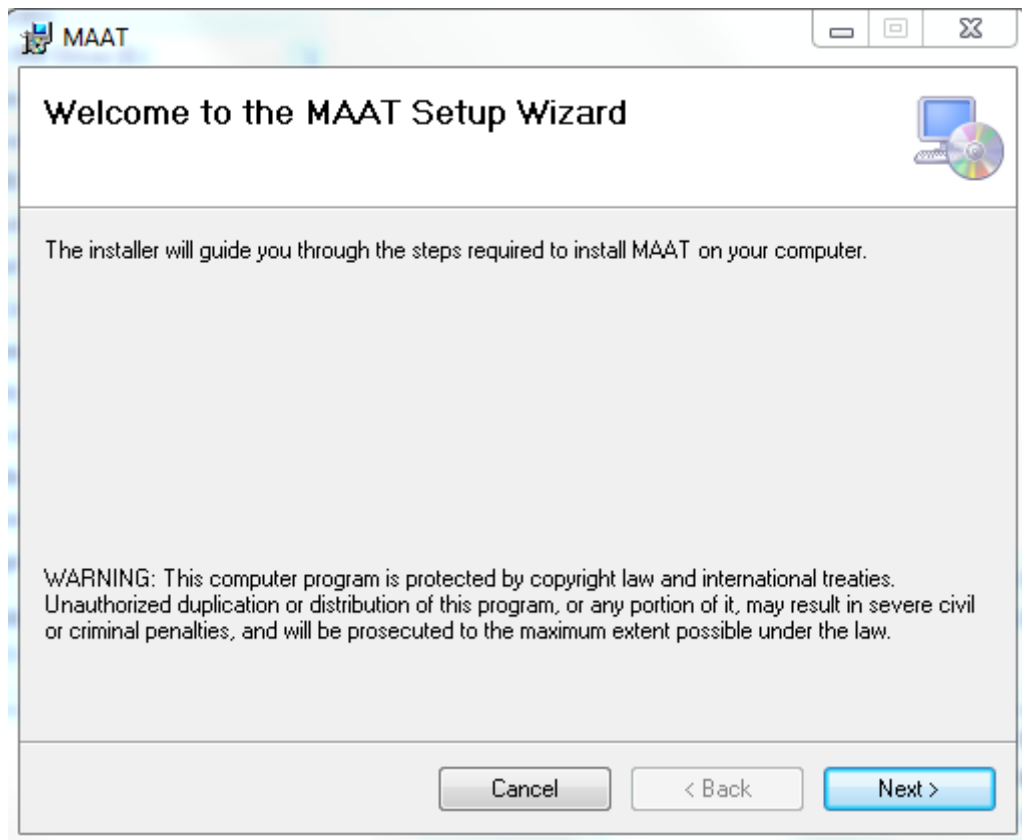 MAAT
Welcome to the MAAT Setup Wizard
The installer will guide you through the steps required to install MAAT on your computer.
WARNING: This computer program is protected by copyright law and international treaties.
Unauthorized duplication or distribution of this program, or any portion of it, may result in severe civil
or criminal penalties, and will be prosecuted to the maximum extent possible under the law.
Cancel
< Back
Next >